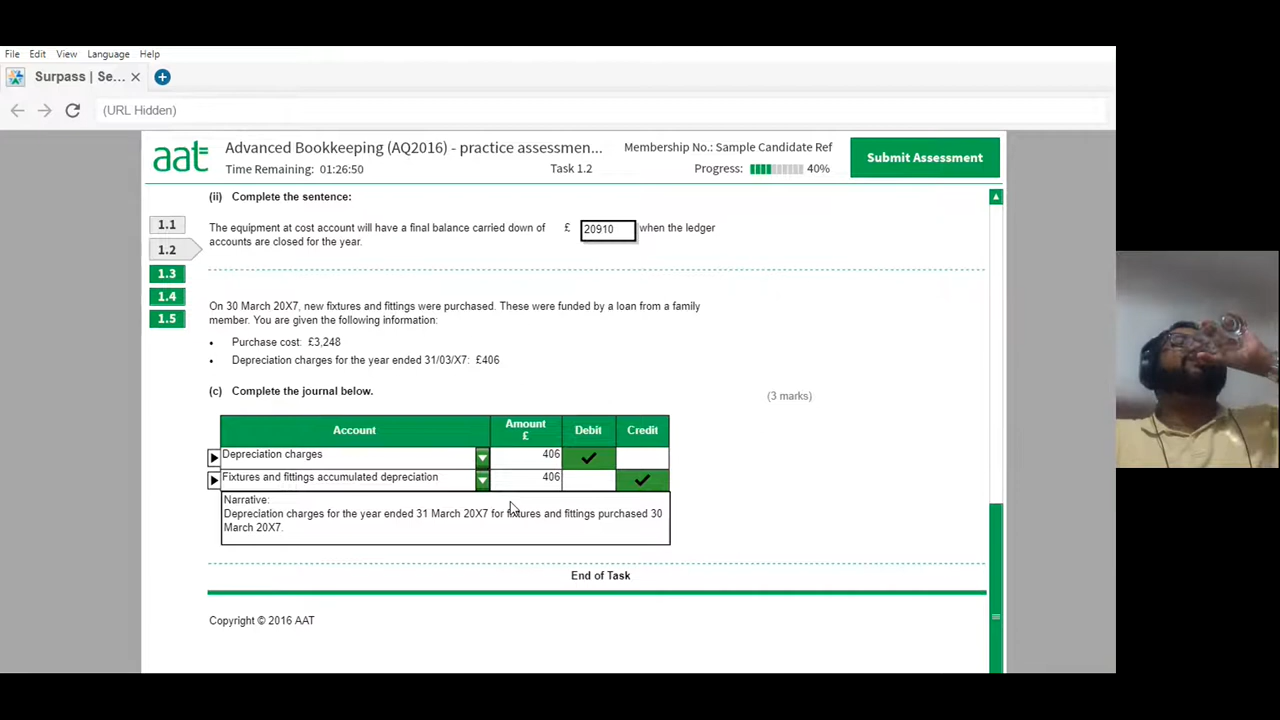 File Edit View Language Help
Surpass | Se...
(URL Hidden)
aat
Advanced Bookkeeping (AQ2016) - practice assessmen...
Membership No.: Sample Candidate Ref
Submit Assessment
Time Remaining: 01:26:50
Task 1.2
Progress:
40%
(ii) Complete the sentence:
1.1
1.2
1.3
1.4
1.5
The equipment at cost account will have a final balance carried down of £ 20910 when the ledger
accounts are closed for the year.
On 30 March 20X7, new fixtures and fittings were purchased. These were funded by a loan from a family
member. You are given the following information:
• Purchase cost: £3,248
• Depreciation charges for the year ended 31/03/X7: £406
(c) Complete the journal below.
(3 marks)
Account Amount £ Debit Credit
Depreciation charges 406
Fixtures and fittings accumulated depreciation 406
Narrative:
Depreciation charges for the year ended 31 March 20X7 for fixtures and fittings purchased 30
March 20X7.
End of Task
Copyright © 2016 AAT